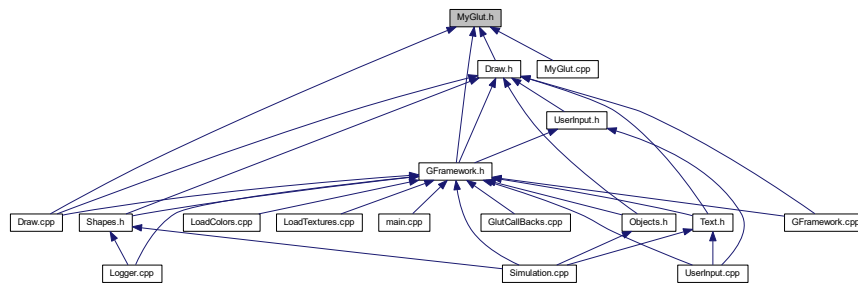 MyGlut.h
Draw.h
MyGlut.cpp
UserInput.h
GFramework.h
Draw.cpp
Shapes.h
LoadColors.cpp
LoadTextures.cpp
main.cpp
GlutCallBacks.cpp
Objects.h
Text.h
GFramework.cpp
Logger.cpp
Simulation.cpp
UserInput.cpp